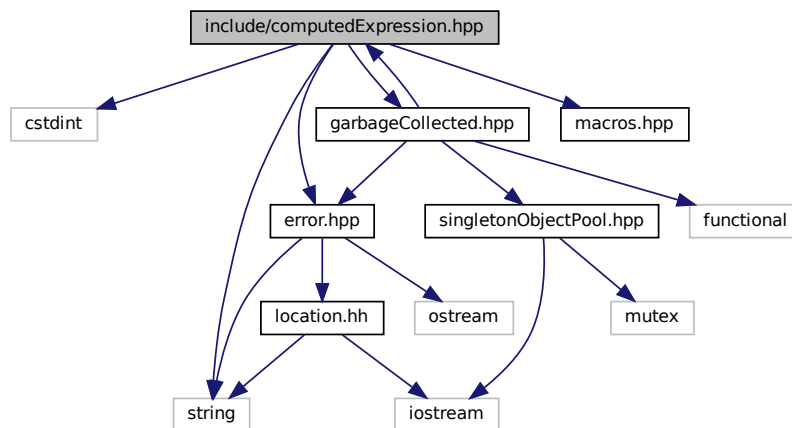 include/computedExpression.hpp
cstdint
garbageCollected.hpp
macros.hpp
error.hpp
singletonObjectPool.hpp
functional
location.hh
ostream
mutex
string
iostream